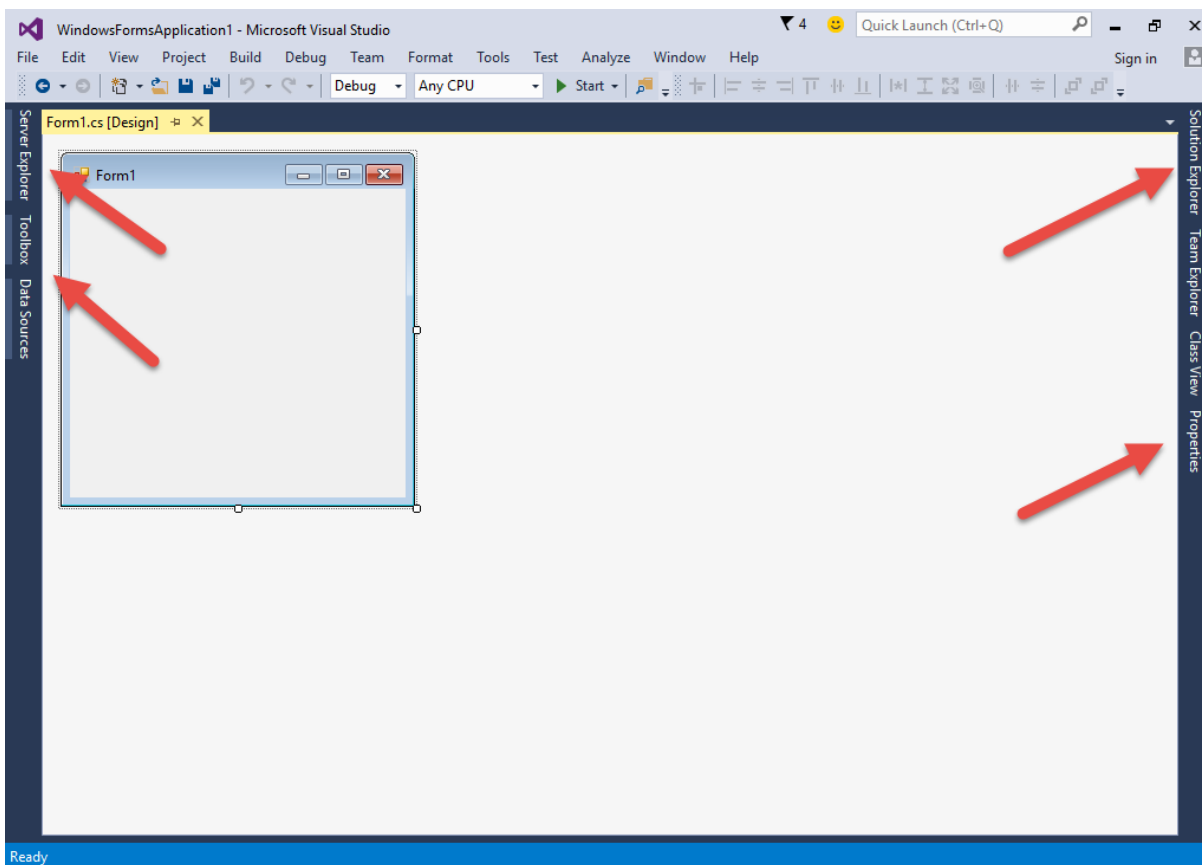 WindowsFormsApplication1 - Microsoft Visual Studio
4
Quick Launch (Ctrl+Q)
File Edit View Project Build Debug Team Format Tools Test Analyze Window Help
Sign in
Debug
Any CPU
Start
Server Explorer
Toolbox
Data Sources
Form1.cs [Design]
Form1
Solution Explorer
Team Explorer
Class View
Properties
Ready